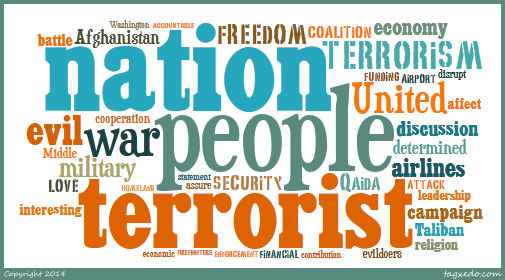 Washington ACCOUNTABLE
battle Afghanistan FREEDOM COALITION economy
nation TERRORISM
FUNDING AIRPORT disrupt
United affect
cooperation
evil war people discussion
Middle determined
military airlines
statement
LOVE HOMELAND assure SECURITY QAiDA ATTACK
leadership
interesting terrorist campaign
Taliban
religion
economic FIREFIGHTERS ENFORCEMENT FiNANCiAL contribution evildoers
Copyright 2014 tagxedo.com